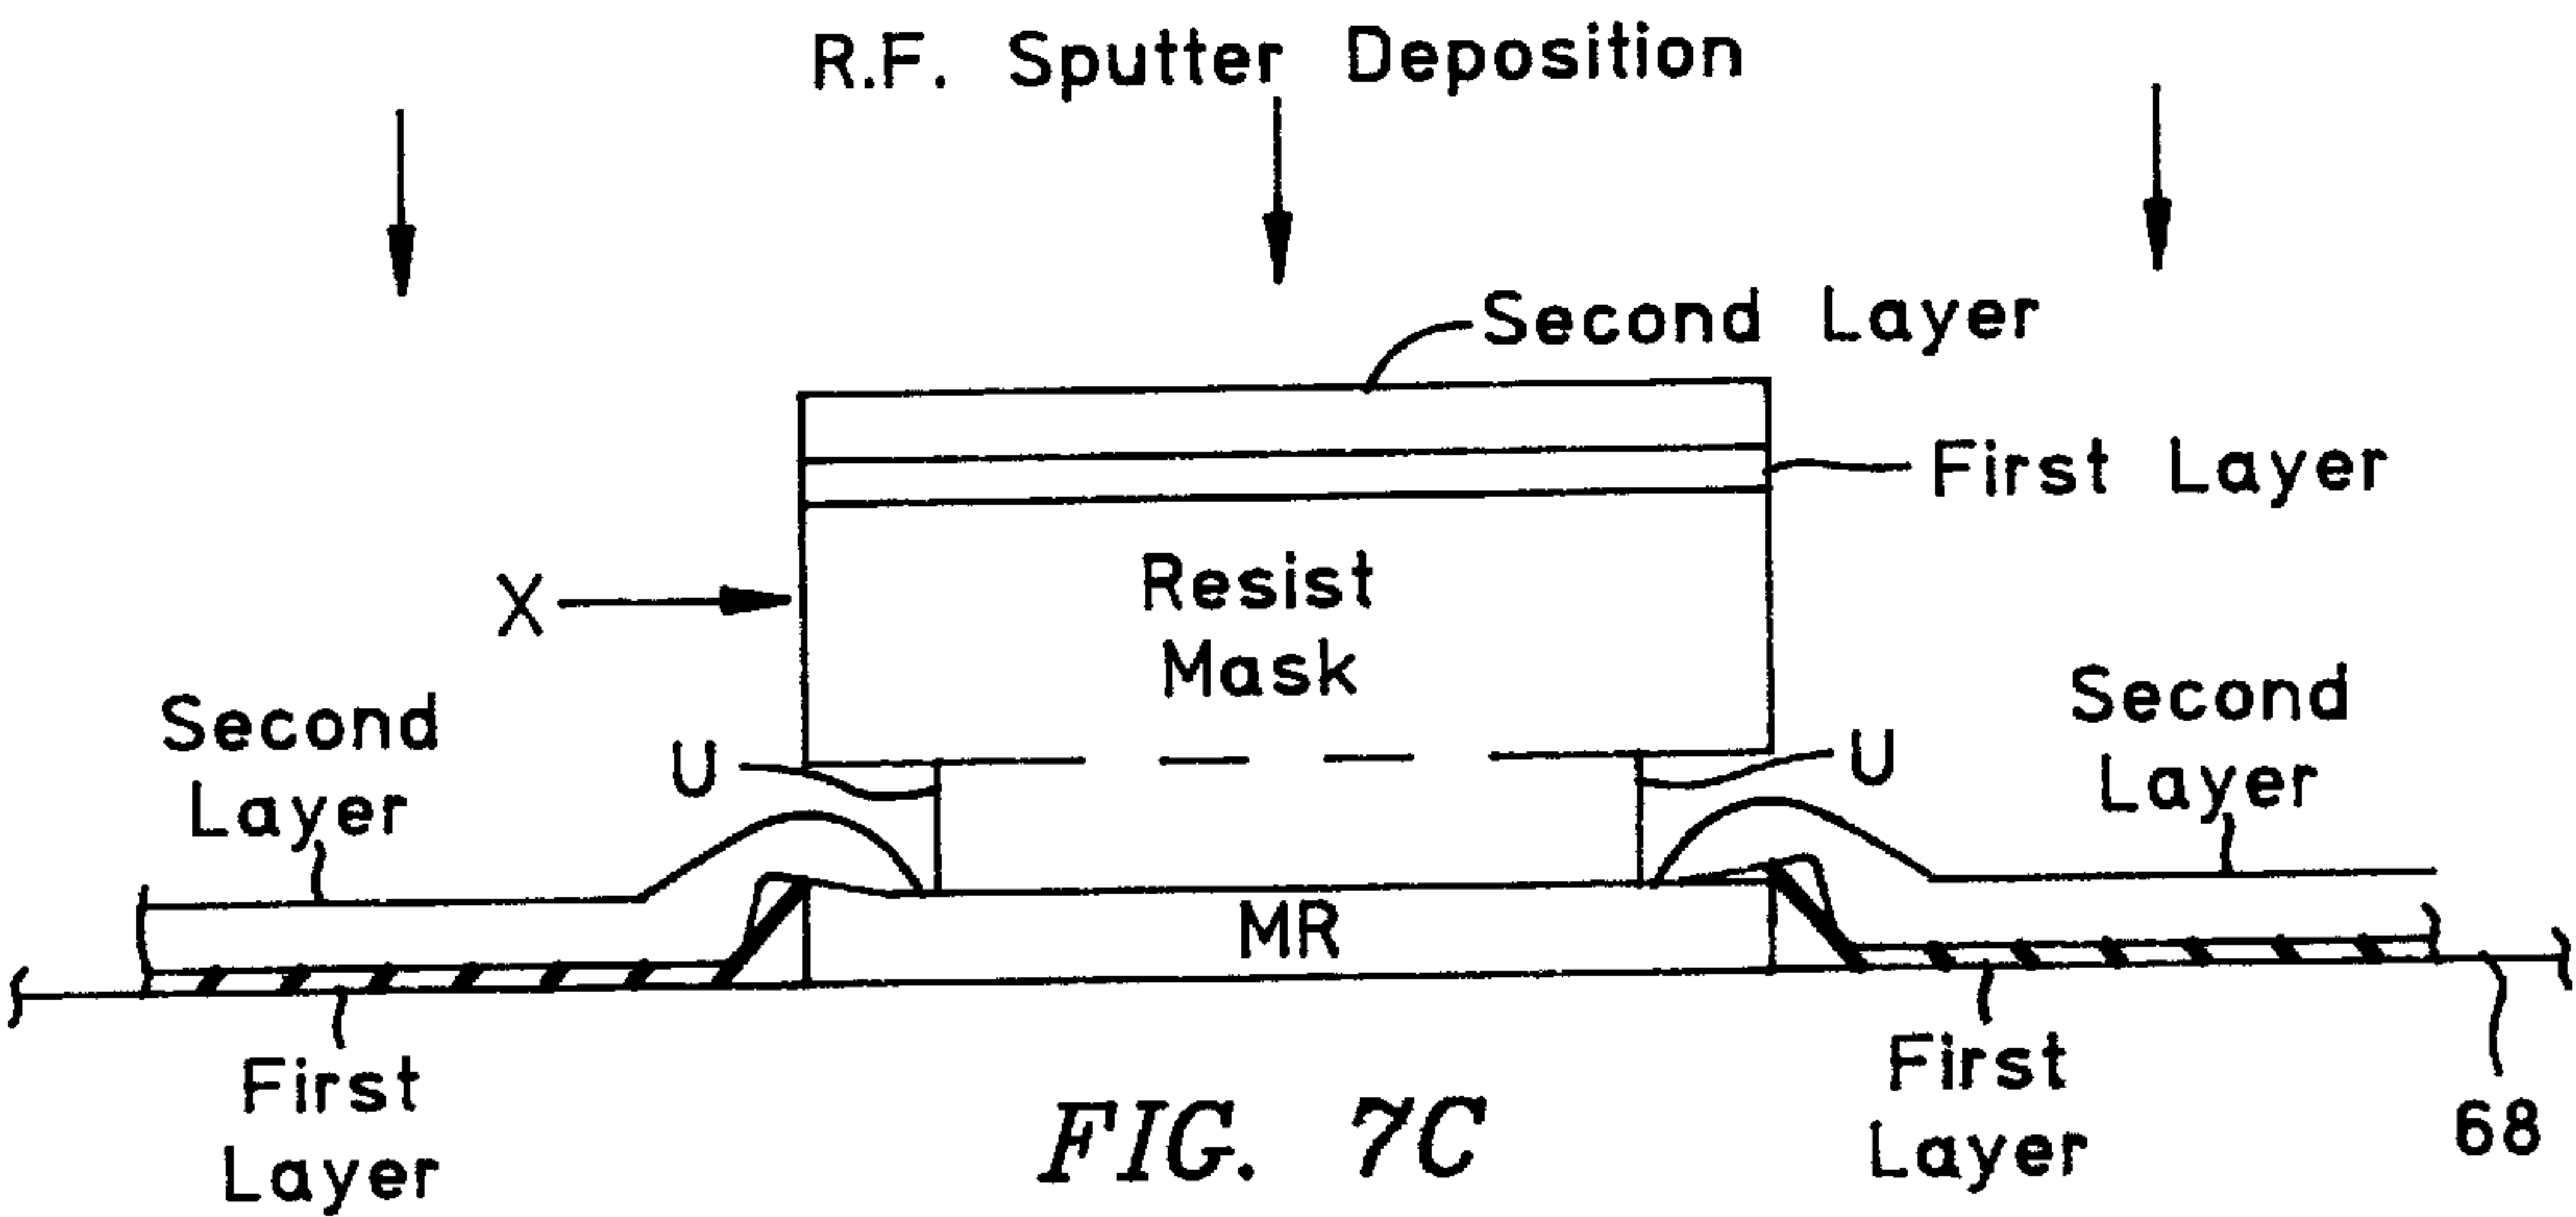 R.F. Sputter Deposition
Second Layer
First Layer
X
Resist
Mask
Second
Layer
U
U
Second
Layer
MR
First
Layer
First
Layer
68
FIG. 7C